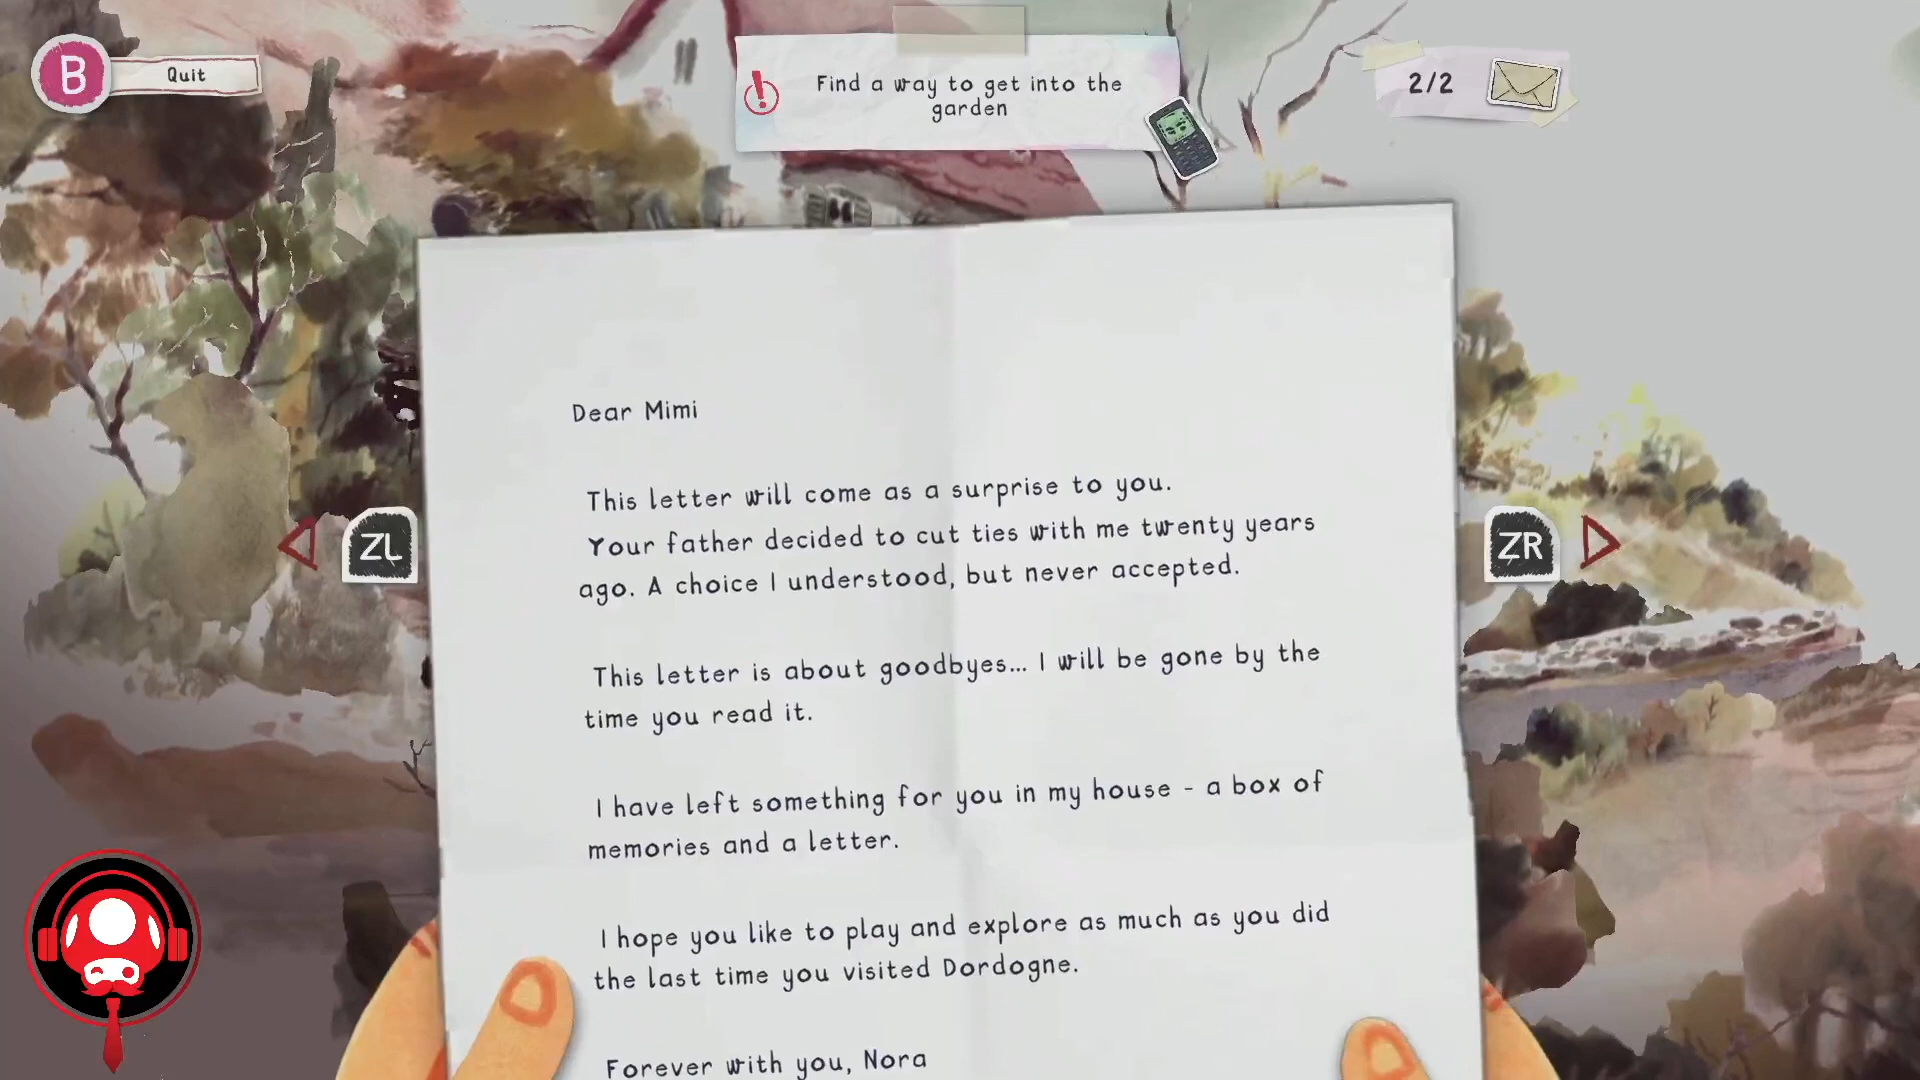 B
Quit
Find a way to get into the
garden
2/2
Dear Mimi
This letter will come as a surprise to you.
Your father decided to cut ties with me twenty years
ago. A choice I understood, but never accepted.
ZL
ZR
This letter is about goodbyes... I will be gone by the
time you read it.
I have left something for you in my house - a box of
memories and a letter.
I hope you like to play and explore as much as you did
the last time you visited Dordogne.
Forever with you, Nora